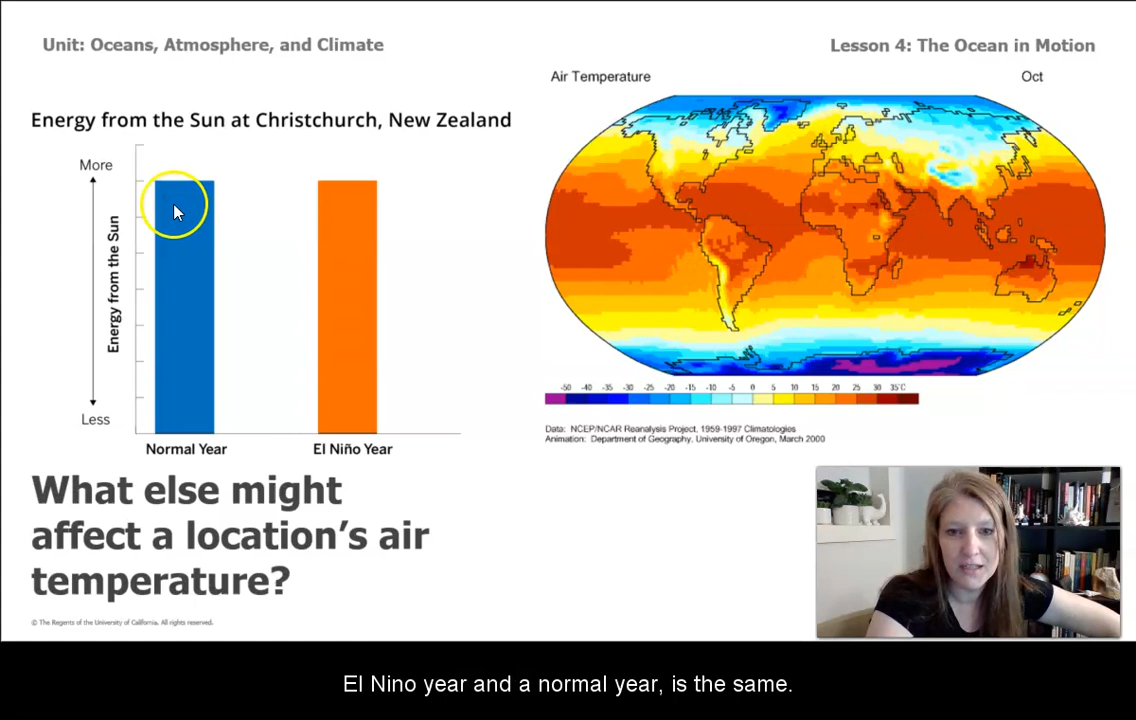 Unit: Oceans, Atmosphere, and Climate
Lesson 4: The Ocean in Motion
Energy from the Sun at Christchurch, New Zealand
More
Energy from the Sun
Less
Normal Year
El Niño Year
Air Temperature
Oct
-50 -40 -35 -30 -25 -20 -15 -10 -5 0 5 10 15 20 25 30 35°C
Data: NCEP/NCAR Reanalysis Project, 1959-1997 Climatologies
Animation: Department of Geography, University of Oregon, March 2000
What else might
affect a location's air
temperature?
© The Regents of the University of California. All rights reserved.
El Nino year and a normal year, is the same.